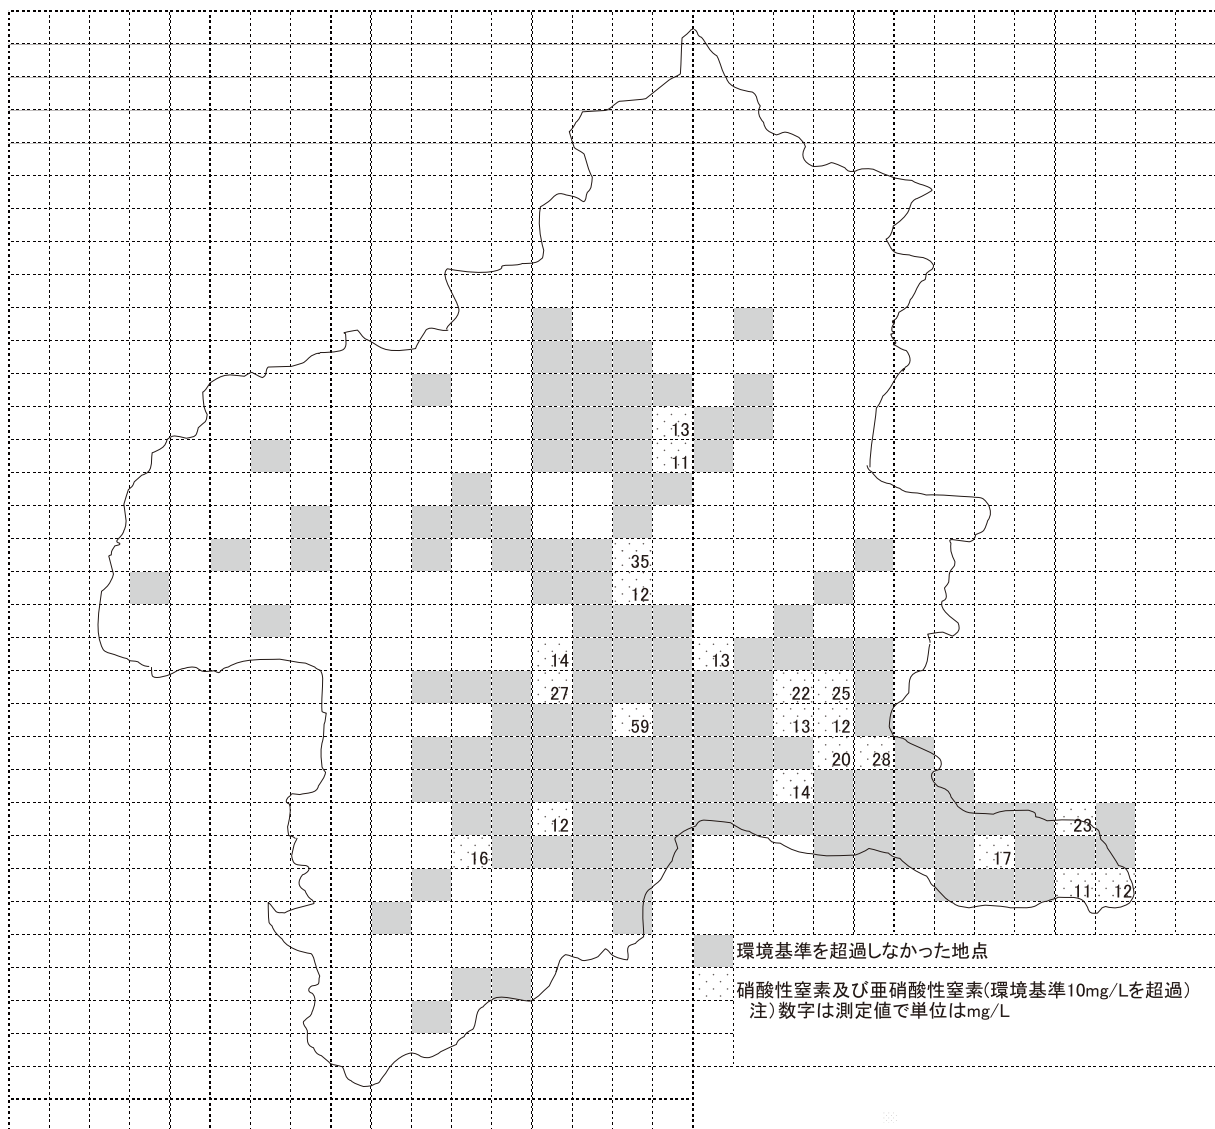 13
11
35
12
14 13
27 22 25
59 13 12
20 28
14
12 23
16 17
11 12
環境基準を超過しなかった地点
硝酸性窒素及び亜硝酸性窒素(環境基準10mg/Lを超過)
注)数字は測定値で単位はmg/L